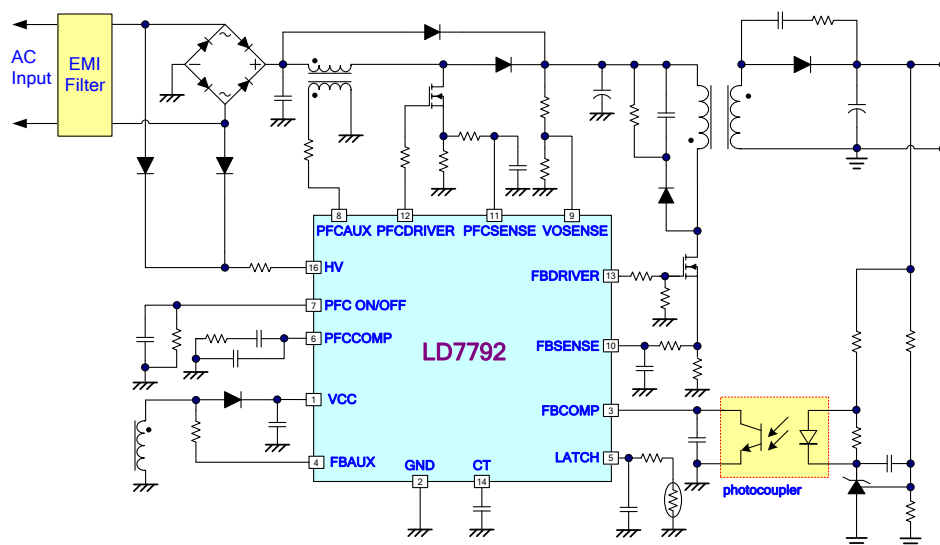 AC
Input
EMI
Filter
8
12
11
9
PFCAUX
PFCDRIVER
PFCSENSE
VOSENSE
16
HV
FBDRIVER
13
7
PFC ON/OFF
6
PFCCOMP
LD7792
FBSENSE
10
1
VCC
FBCOMP
3
4
FBAUX
GND
CT
LATCH
5
2
14
photocoupler